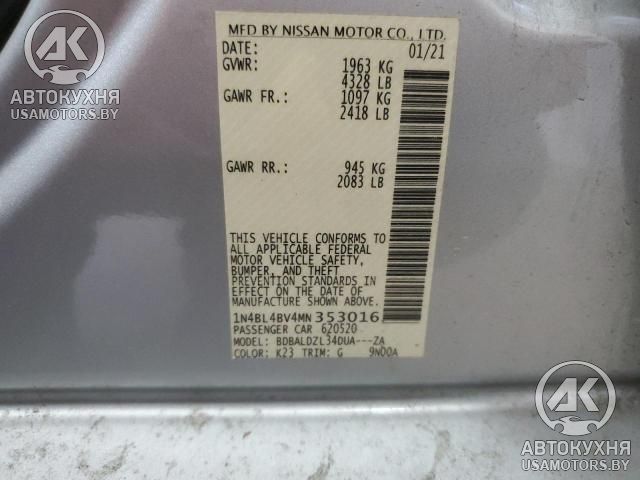 MFD BY NISSAN MOTOR CO., LTD.
DATE: 01/21
GVWR: 1963 KG
4328 LB
GAWR FR.: 1097 KG
2418 LB
GAWR RR.: 945 KG
2083 LB
THIS VEHICLE CONFORMS TO
ALL APPLICABLE FEDERAL
MOTOR VEHICLE SAFETY,
BUMPER, AND THEFT
PREVENTION STANDARDS IN
EFFECT ON THE DATE OF
MANUFACTURE SHOWN ABOVE.
1N4BL4BV4MN353016
PASSENGER CAR 620520
MODEL: BDBALDZL34DUA---ZA
COLOR: K23 TRIM: G 9N00A
АК
АВТОКУХНЯ
USAMOTORS.BY
АК
АВТОКУХНЯ
USAMOTORS.BY